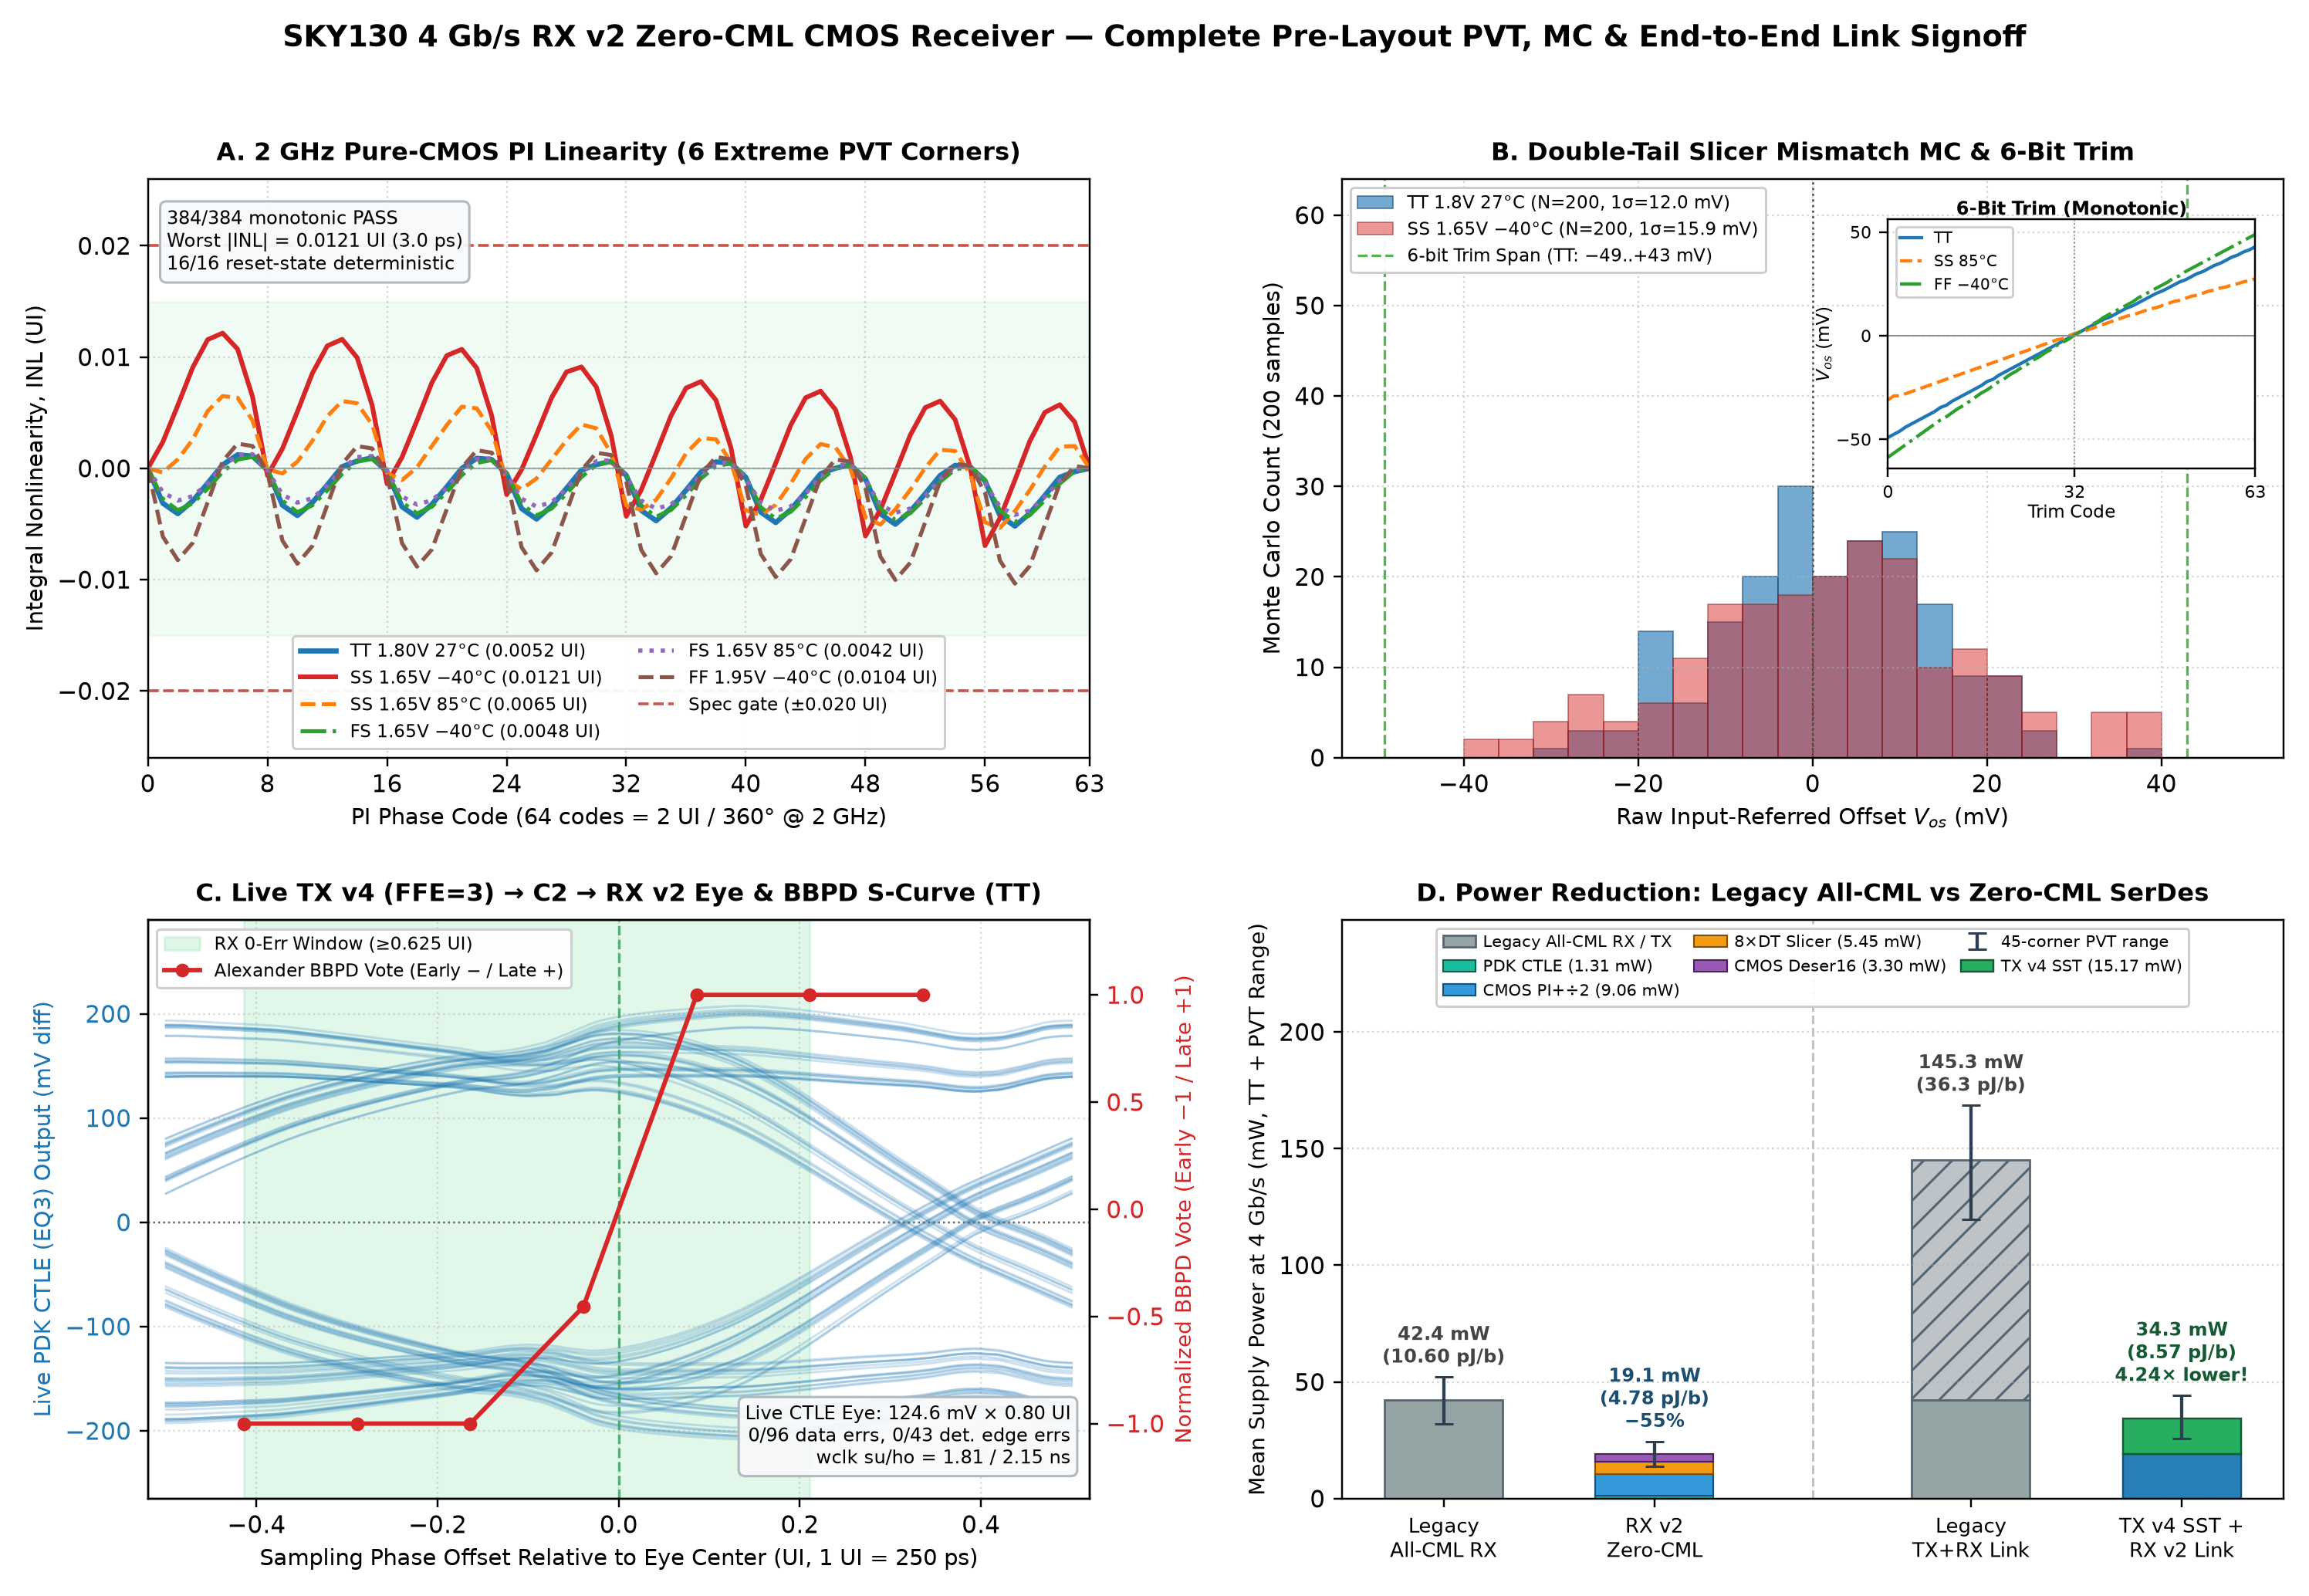 SKY130 4 Gb/s RX v2 Zero-CML CMOS Receiver — Complete Pre-Layout PVT, MC & End-to-End Link Signoff
A. 2 GHz Pure-CMOS PI Linearity (6 Extreme PVT Corners)
384/384 monotonic PASS
Worst |INL| = 0.0121 UI (3.0 ps)
16/16 reset-state deterministic
Integral Nonlinearity, INL (UI)
0.02
0.01
0.00
−0.01
−0.02
TT 1.80V 27°C (0.0052 UI)
SS 1.65V −40°C (0.0121 UI)
SS 1.65V 85°C (0.0065 UI)
FS 1.65V −40°C (0.0048 UI)
FS 1.65V 85°C (0.0042 UI)
FF 1.95V −40°C (0.0104 UI)
Spec gate (±0.020 UI)
0 8 16 24 32 40 48 56 63
PI Phase Code (64 codes = 2 UI / 360° @ 2 GHz)
B. Double-Tail Slicer Mismatch MC & 6-Bit Trim
TT 1.8V 27°C (N=200, 1σ=12.0 mV)
SS 1.65V −40°C (N=200, 1σ=15.9 mV)
6-bit Trim Span (TT: −49..+43 mV)
Monte Carlo Count (200 samples)
60
50
40
30
20
10
0
6-Bit Trim (Monotonic)
TT
SS 85°C
FF −40°C
Vos (mV)
50
0
−50
0 32 63
Trim Code
−40 −20 0 20 40
Raw Input-Referred Offset Vos (mV)
C. Live TX v4 (FFE=3) → C2 → RX v2 Eye & BBPD S-Curve (TT)
RX 0-Err Window (≥0.625 UI)
Alexander BBPD Vote (Early − / Late +)
Live PDK CTLE (EQ3) Output (mV diff)
200
100
0
−100
−200
1.0
0.5
0.0
−0.5
−1.0
Normalized BBPD Vote (Early −1 / Late +1)
Live CTLE Eye: 124.6 mV × 0.80 UI
0/96 data errs, 0/43 det. edge errs
wclk su/ho = 1.81 / 2.15 ns
−0.4 −0.2 0.0 0.2 0.4
Sampling Phase Offset Relative to Eye Center (UI, 1 UI = 250 ps)
D. Power Reduction: Legacy All-CML vs Zero-CML SerDes
Legacy All-CML RX / TX
PDK CTLE (1.31 mW)
CMOS PI+÷2 (9.06 mW)
8×DT Slicer (5.45 mW)
CMOS Deser16 (3.30 mW)
45-corner PVT range
TX v4 SST (15.17 mW)
Mean Supply Power at 4 Gb/s (mW, TT + PVT Range)
200
150
100
50
0
42.4 mW
(10.60 pJ/b)
19.1 mW
(4.78 pJ/b)
−55%
145.3 mW
(36.3 pJ/b)
34.3 mW
(8.57 pJ/b)
4.24× lower!
Legacy
All-CML RX
RX v2
Zero-CML
Legacy
TX+RX Link
TX v4 SST +
RX v2 Link